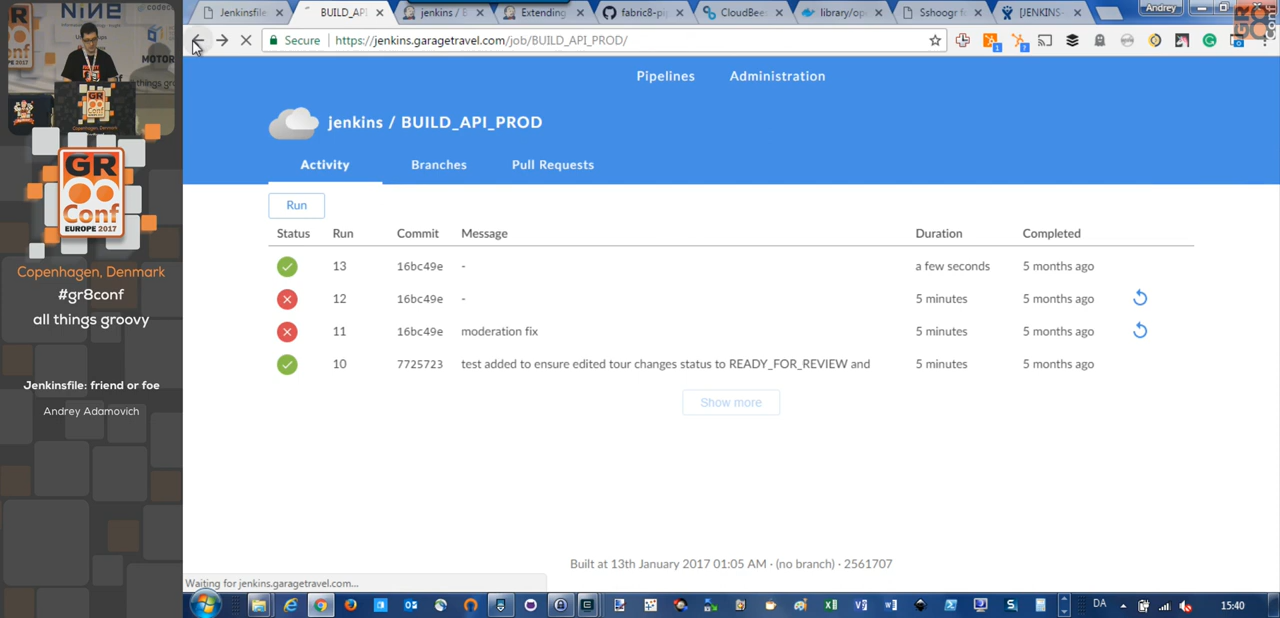 Jenkinsfile:
BUILD_API
jenkins / B
Extending
fabric8-pi
CloudBee
library/op
Sshoogr f
[JENKINS-
Andrey
Secure
https://jenkins.garagetravel.com/job/BUILD_API_PROD/
Pipelines
Administration
jenkins / BUILD_API_PROD
Activity
Branches
Pull Requests
Run
Status Run Commit Message Duration Completed
13 16bc49e - a few seconds 5 months ago
12 16bc49e - 5 minutes 5 months ago
11 16bc49e moderation fix 5 minutes 5 months ago
10 7725723 test added to ensure edited tour changes status to READY_FOR_REVIEW and 5 minutes 5 months ago
Show more
Built at 13th January 2017 01:05 AM · (no branch) · 2561707
Waiting for jenkins.garagetravel.com...
DA
15:40
NINE
MOTOR
things gr
GR
Conf
EUROPE 2017
Copenhagen, Denmark
#gr8conf
all things groovy
Jenkinsfile: friend or foe
Andrey Adamovich